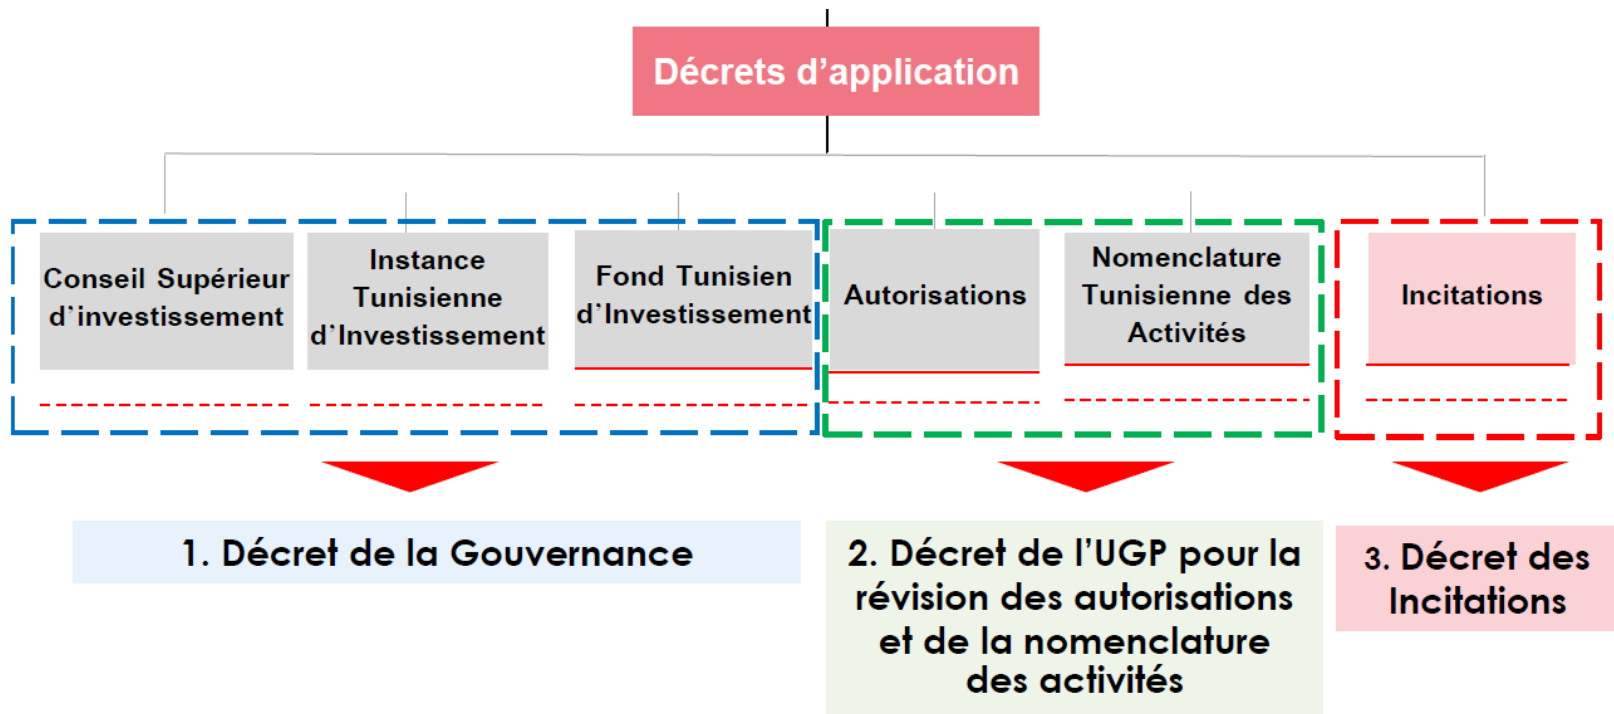 Décrets d’application
Conseil Supérieur
d’investissement
Instance
Tunisienne
d’Investissement
Fond Tunisien
d’Investissement
Autorisations
Nomenclature
Tunisienne des
Activités
Incitations
1. Décret de la Gouvernance
2. Décret de l’UGP pour la
révision des autorisations
et de la nomenclature
des activités
3. Décret des
Incitations